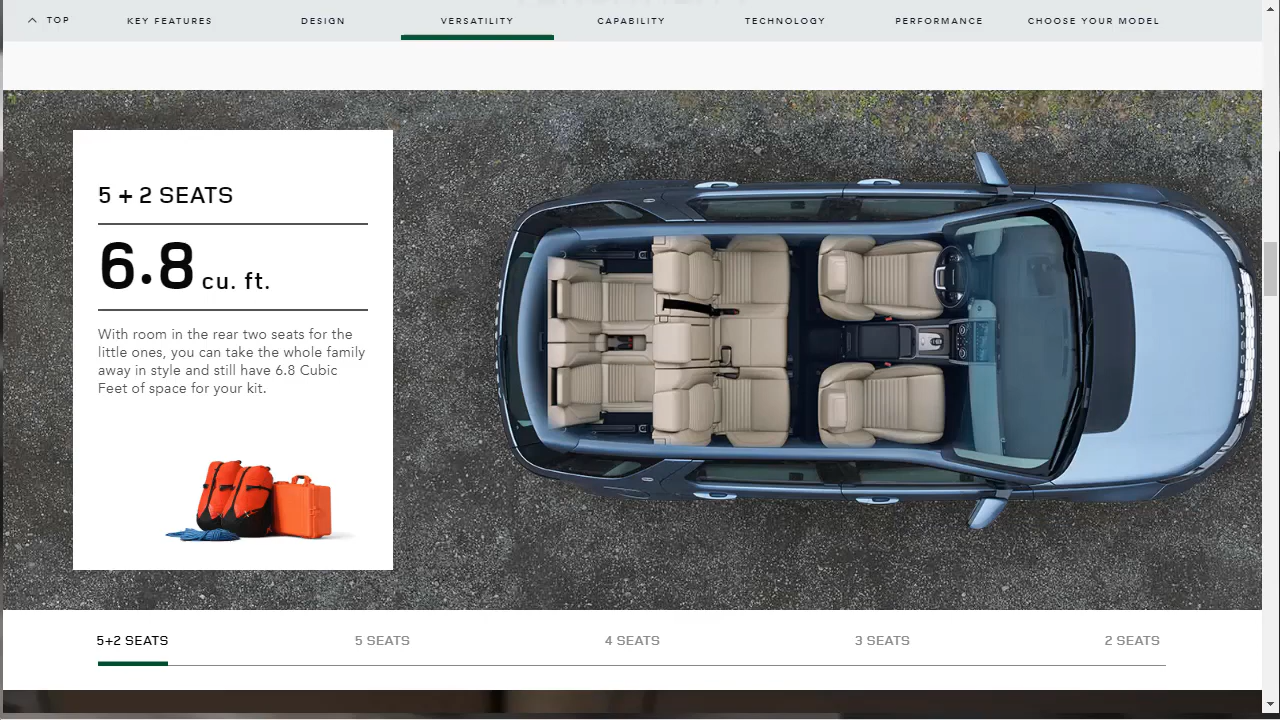 TOP
KEY FEATURES
DESIGN
VERSATILITY
CAPABILITY
TECHNOLOGY
PERFORMANCE
CHOOSE YOUR MODEL
5 + 2 SEATS
6.8 cu. ft.
With room in the rear two seats for the
little ones, you can take the whole family
away in style end still have 6.8 Cubic
Feet of space for your kit.
5+2 SEATS
5 SEATS
4 SEATS
3 SEATS
2 SEATS